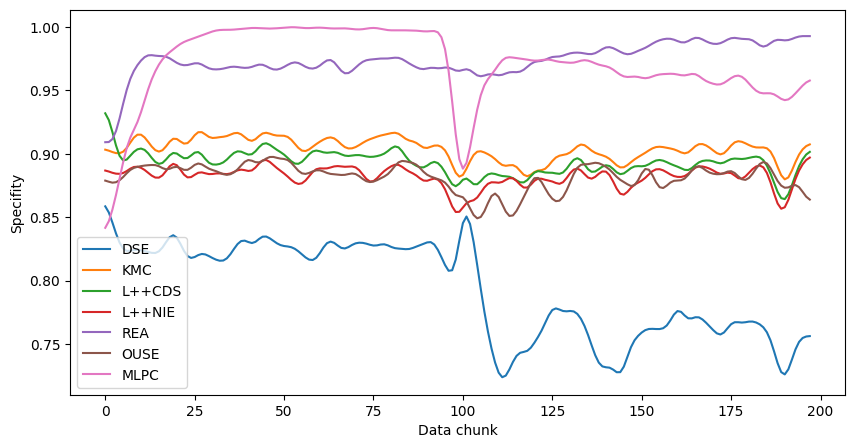 1.00
0.95
0.90
0.85
0.80
0.75
Specifity
DSE
KMC
L++CDS
L++NIE
REA
OUSE
MLPC
0 25 50 75 100 125 150 175 200
Data chunk